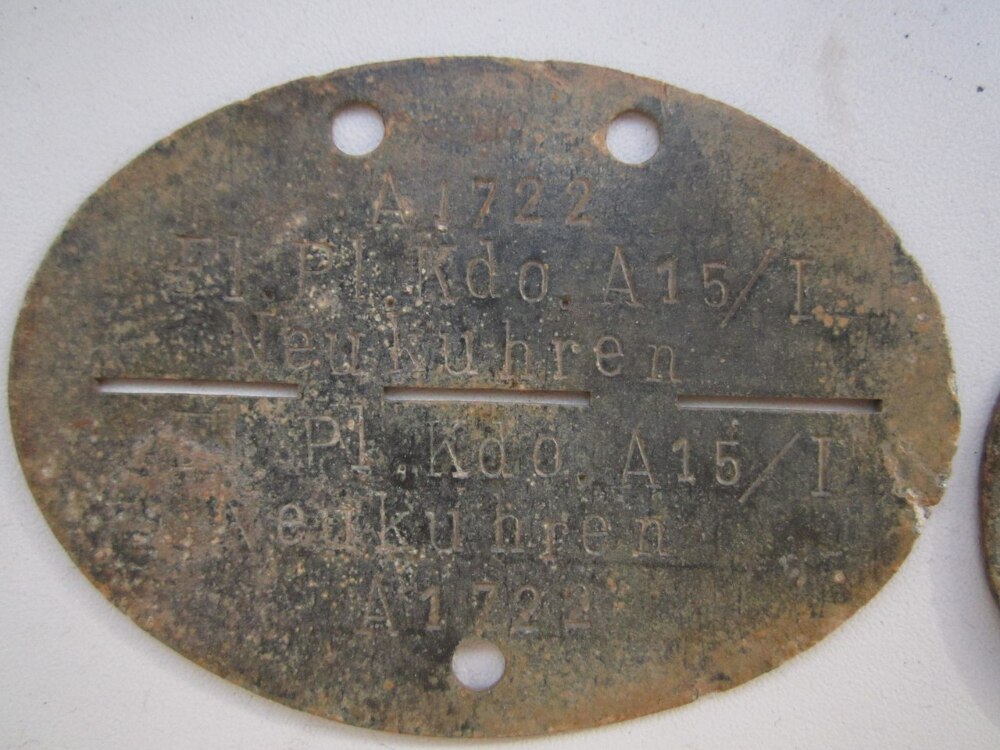 A 1722
Fl. Pl. Kdo. A15/I
Neukuhren
Fl. Pl. Kdo. A15/I
Neukuhren
A 1722